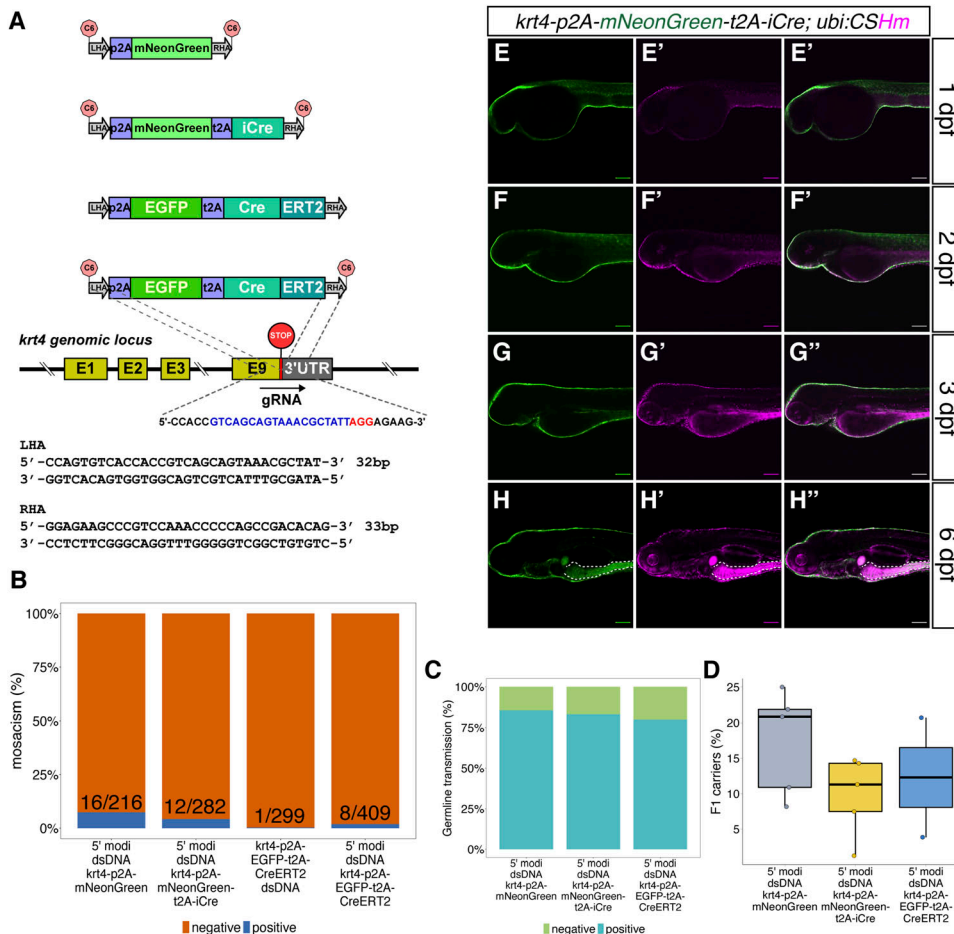 A
C6
C6
LHA
p2A
mNeonGreen
RHA
C6
C6
LHA
p2A
mNeonGreen
t2A
iCre
RHA
LHA
p2A
EGFP
t2A
Cre
ERT2
RHA
C6
C6
LHA
p2A
EGFP
t2A
Cre
ERT2
RHA
krt4 genomic locus
STOP
E1
E2
E3
E9
3'UTR
gRNA
5'-CCACCGTCAGCAGTAAACGCTATTAGGAGAAG-3'
LHA
5'-CCAGTGTCACCACCGTCAGCAGTAAACGCTAT-3' 32bp
3'-GGTCACAGTGGTGGCAGTCGTCATTTGCGATA-5'
RHA
5'-GGAGAAGCCCGTCCAAACCCCCAGCCGACACAG-3' 33bp
3'-CCTCTTCGGGCAGGTTTGGGGGTCGGCTGTGTC-5'
B
mosacism (%)
100%
75%
50%
25%
0%
16/216
12/282
1/299
8/409
5' modi
dsDNA
krt4-p2A-
mNeonGreen
5' modi
dsDNA
krt4-p2A-
mNeonGreen-
t2A-iCre
krt4-p2A-
EGFP-t2A-
CreERT2
dsDNA
5' modi
dsDNA
krt4-p2A-
EGFP-t2A-
CreERT2
negative positive
krt4-p2A-mNeonGreen-t2A-iCre; ubi:CSHm
E
E'
E'
1 dpf
F
F'
F'
2 dpf
G
G'
G''
3 dpf
H
H'
H''
6 dpf
C
Germline transmission (%)
100%
75%
50%
25%
0%
5' modi
dsDNA
krt4-p2A-
mNeonGreen
5' modi
dsDNA
krt4-p2A-
mNeonGreen-
t2A-iCre
5' modi
dsDNA
krt4-p2A-
EGFP-t2A-
CreERT2
negative positive
D
F1 carriers (%)
25
20
15
10
5
5' modi
dsDNA
krt4-p2A-
mNeonGreen
5' modi
dsDNA
krt4-p2A-
mNeonGreen-
t2A-iCre
5' modi
dsDNA
krt4-p2A-
EGFP-t2A-
CreERT2